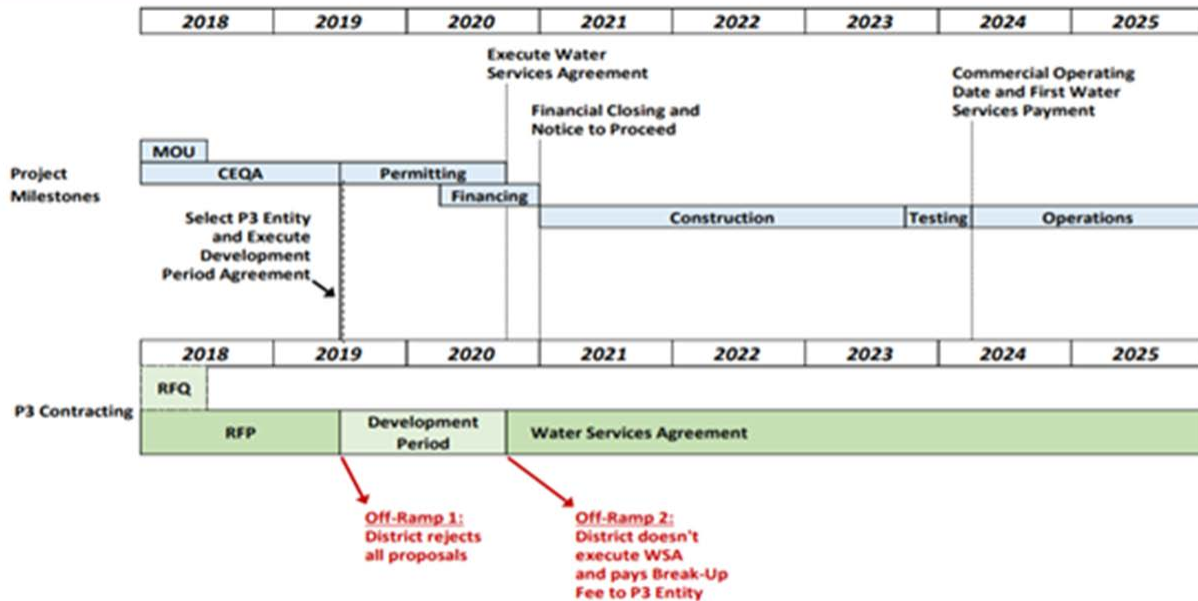 2018 2019 2020 2021 2022 2023 2024 2025
Execute Water
Services Agreement
Commercial Operating
Date and First Water
Services Payment
Financial Closing and
Notice to Proceed
MOU
Project
Milestones
CEQA Permitting
Financing
Construction Testing Operations
Select P3 Entity
and Execute
Development
Period Agreement
2018 2019 2020 2021 2022 2023 2024 2025
RFQ
P3 Contracting
RFP
Development
Period
Water Services Agreement
Off-Ramp 1:
District rejects
all proposals
Off-Ramp 2:
District doesn't
execute WSA
and pays Break-Up
Fee to P3 Entity